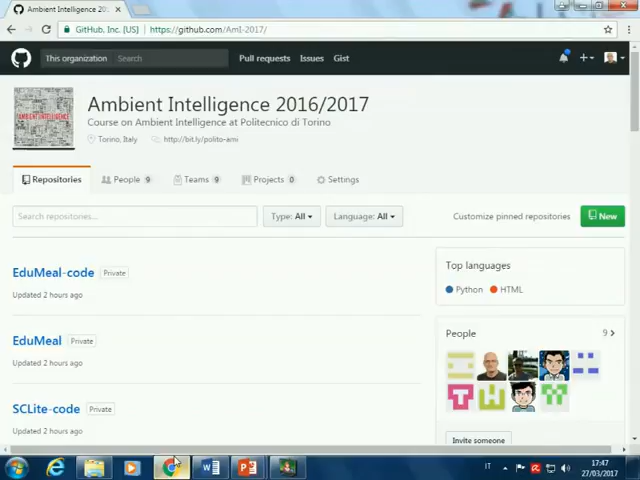 Ambient Intelligence 20
GitHub, Inc. [US]
https://github.com/AmI-2017/
This organization
Search
Pull requests
Issues
Gist
Ambient Intelligence 2016/2017
Course on Ambient Intelligence at Politecnico di Torino
Torino, Italy
http://bit.ly/polito-ami
Repositories
People 9
Teams 9
Projects 0
Settings
Search repositories...
Type: All
Language: All
Customize pinned repositories
New
EduMeal-code Private
Updated 2 hours ago
Top languages
Python HTML
EduMeal Private
Updated 2 hours ago
People 9
SCLite-code Private
Updated 2 hours ago
Invite someone
IT
17:47
27/03/2017